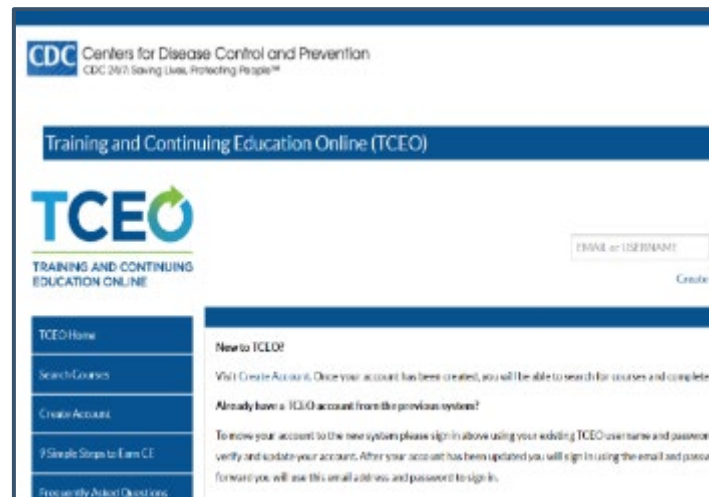 CDC Centers for Disease Control and Prevention
CDC 24/7: Saving Lives, Protecting People™
Training and Continuing Education Online (TCEO)
TCEO
TRAINING AND CONTINUING
EDUCATION ONLINE
EMAIL or USERNAME
Create
TCEO Home
Search Courses
Create Account
9 Simple Steps to Earn CE
Frequently Asked Questions
New to TCEO?
Visit Create Account. Once your account has been created, you will be able to search for courses and complete
Already have a TCEO account from the previous system?
To move your account to the new system please sign in above using your existing TCEO username and passwor
verify and update your account. After your account has been updated you will sign in using the email and passw
forward you will use this email address and password to sign in.